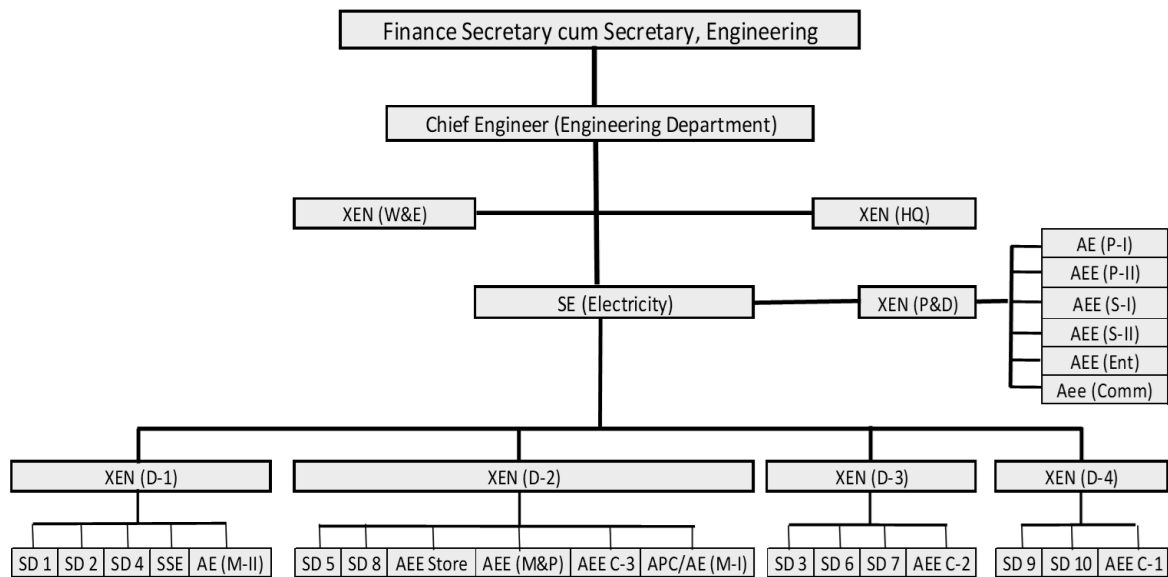 Finance Secretary cum Secretary, Engineering
Chief Engineer (Engineering Department)
XEN (W&E)
XEN (HQ)
SE (Electricity)
XEN (P&D)
AE (P-I)
AEE (P-II)
AEE (S-I)
AEE (S-II)
AEE (Ent)
Aee (Comm)
XEN (D-1)
XEN (D-2)
XEN (D-3)
XEN (D-4)
SD 1
SD 2
SD 4
SSE
AE (M-II)
SD 5
SD 8
AEE Store
AEE (M&P)
AEE C-3
APC/AE (M-I)
SD 3
SD 6
SD 7
AEE C-2
SD 9
SD 10
AEE C-1